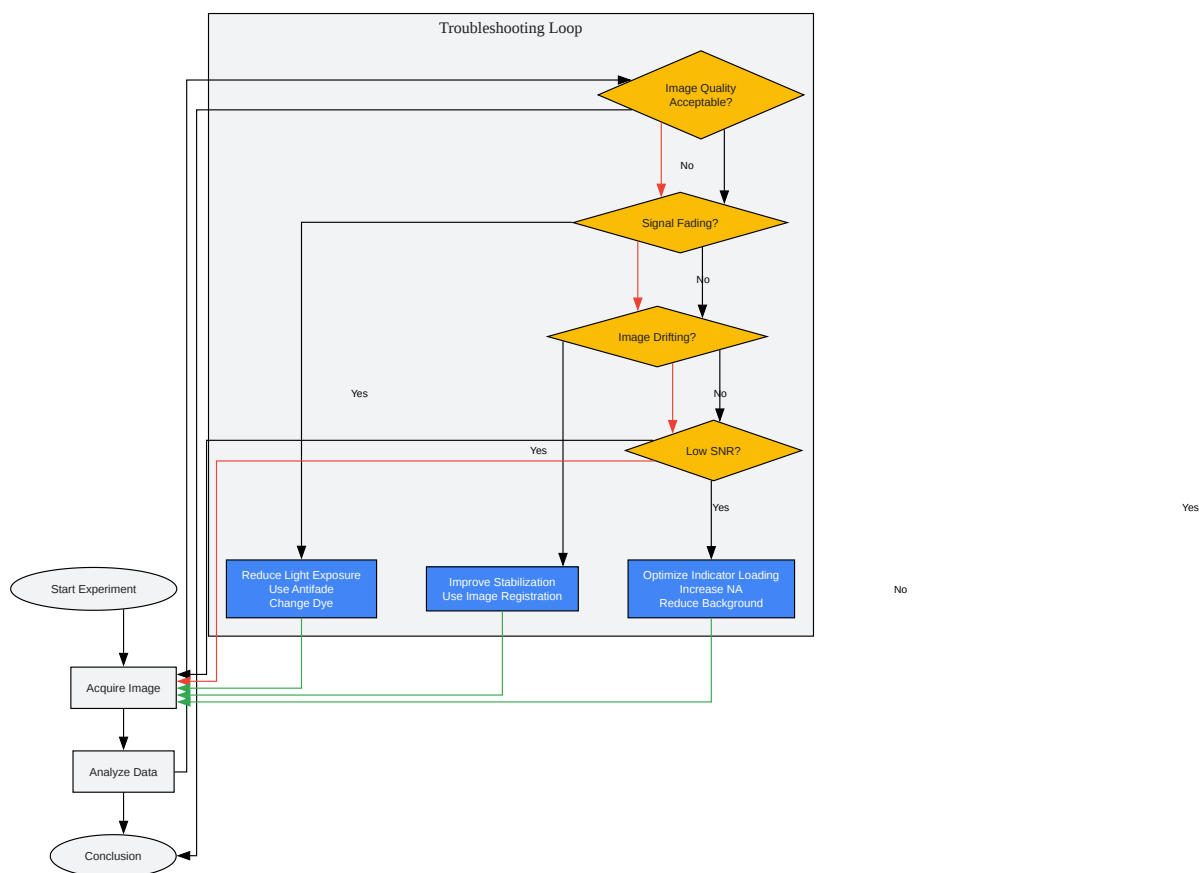 Troubleshooting Loop
Image Quality
Acceptable?
No
Signal Fading?
No
Image Drifting?
Yes
No
Yes
Low SNR?
Yes
Yes
Reduce Light Exposure
Use Antifade
Change Dye
Improve Stabilization
Use Image Registration
Optimize Indicator Loading
Increase NA
Reduce Background
Start Experiment
No
Acquire Image
Analyze Data
Conclusion